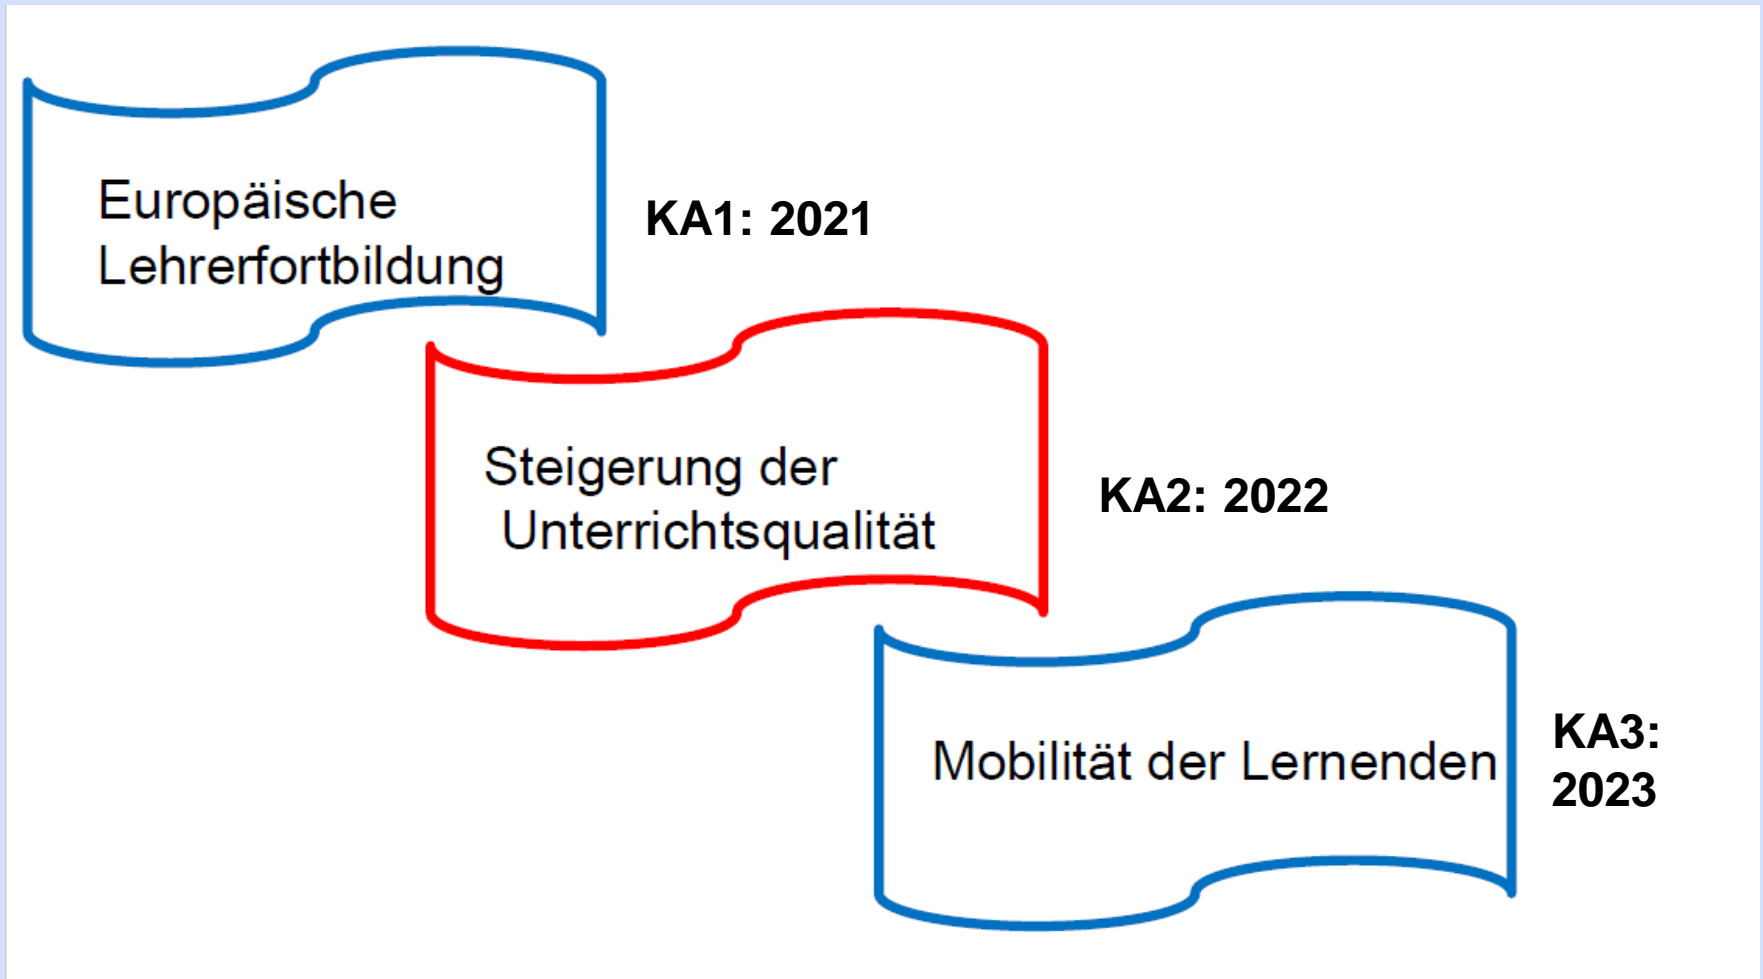 Europäische
Lehrerfortbildung
KA1: 2021
Steigerung der
Unterrichtsqualität
KA2: 2022
Mobilität der Lernenden
KA3:
2023